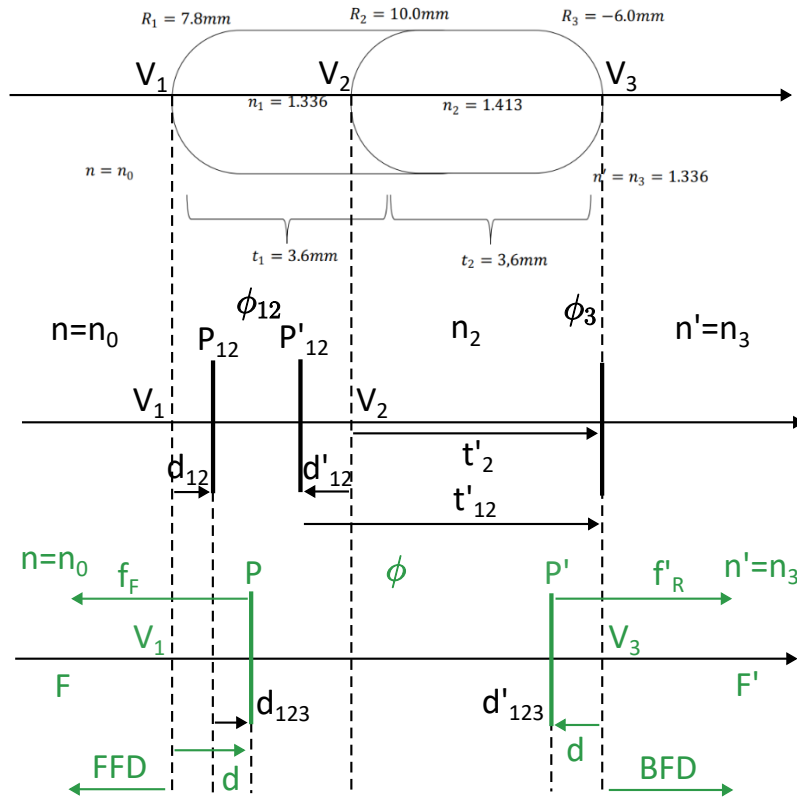 R₁ = 7.8mm
R₂ = 10.0mm
R₃ = −6.0mm
V₁
V₂
V₃
n₁ = 1.336
n₂ = 1.413
n = n₀
n' = n₃ = 1.336
t₁ = 3.6mm
t₂ = 3,6mm
ϕ₁₂
ϕ₃
n=n₀
P₁₂
P'₁₂
n₂
n'=n₃
V₁
V₂
t'₂
d₁₂
d'₁₂
t'₁₂
n=n₀
f_F
P
ϕ
P'
f'_R
n'=n₃
V₁
V₃
F
F'
d₁₂₃
d'₁₂₃
d
d
FFD
BFD